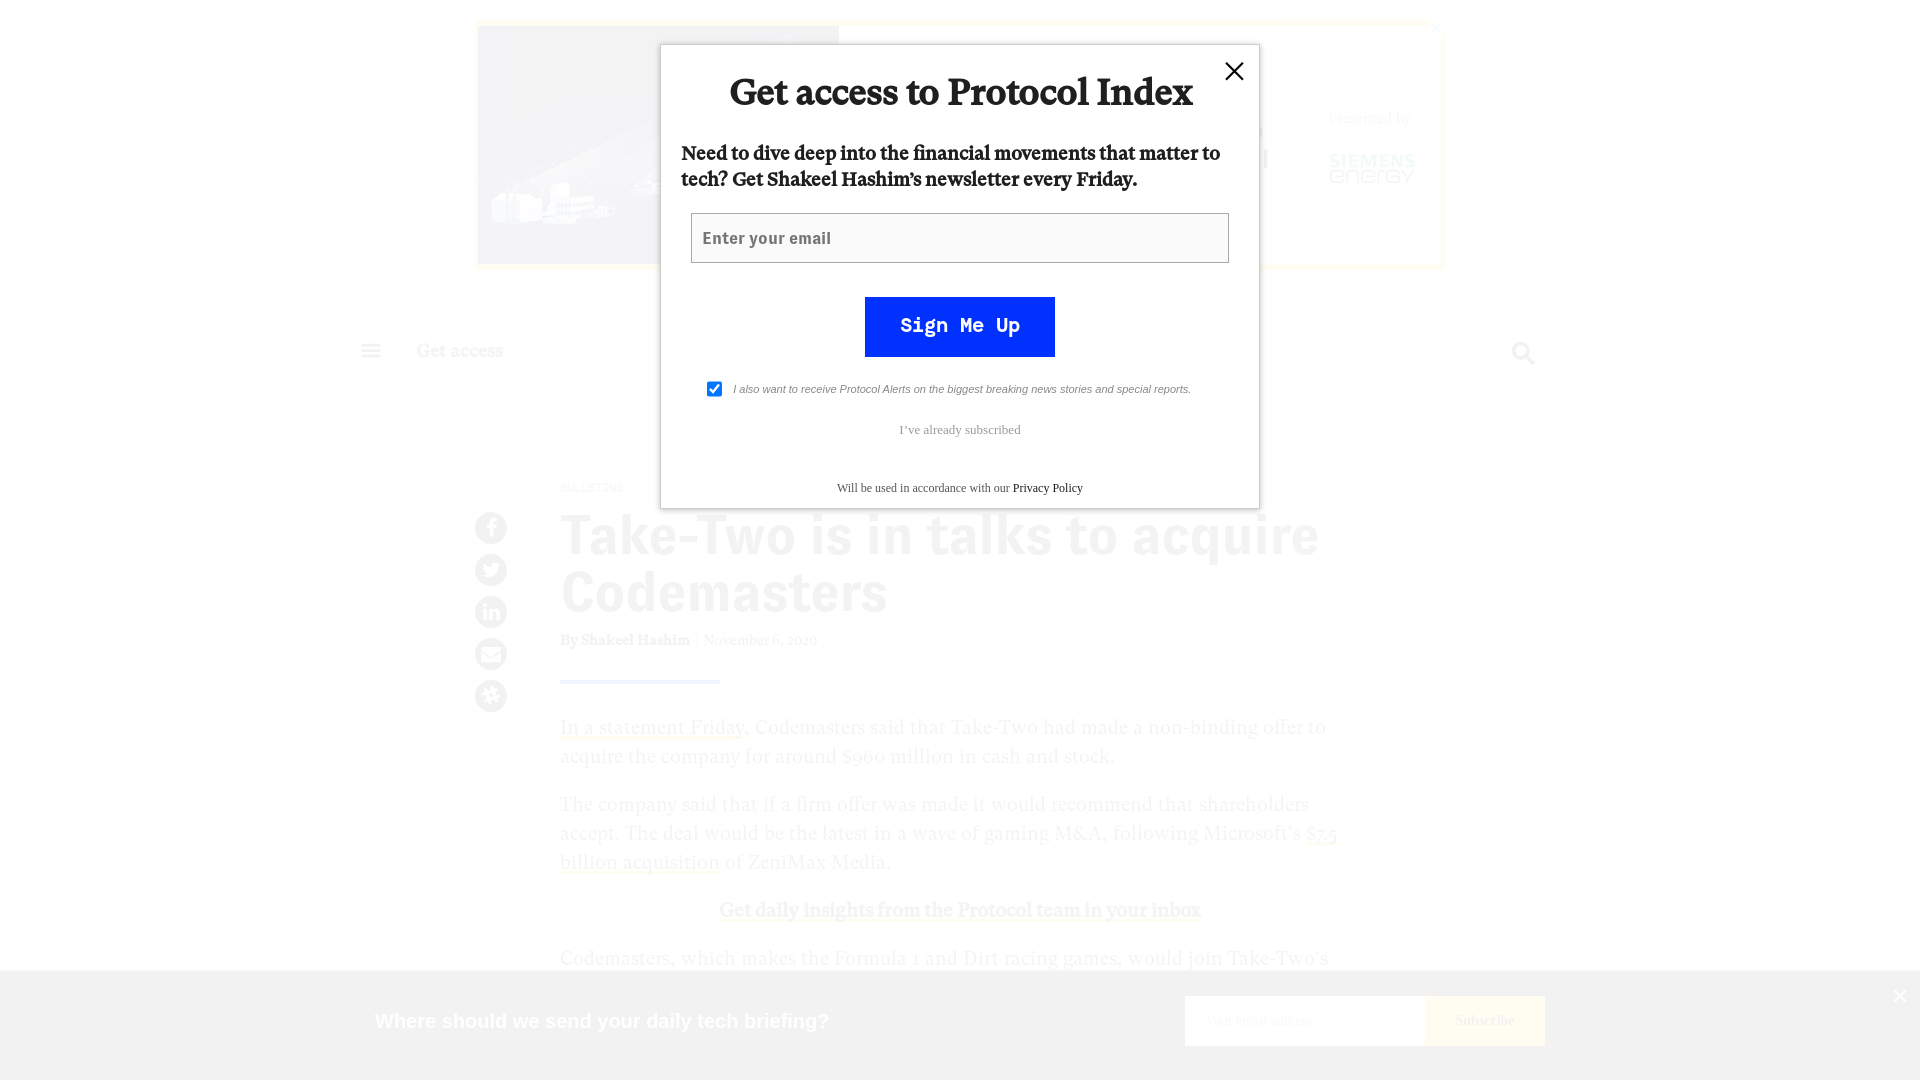 Get access to Protocol Index
Need to dive deep into the financial movements that matter to
tech? Get Shakeel Hashim’s newsletter every Friday.
Enter your email
Sign Me Up
I also want to receive Protocol Alerts on the biggest breaking news stories and special reports.
I’ve already subscribed
Will be used in accordance with our Privacy Policy
Presented by
SIEMENS
energy
Get access
BULLETINS
Take-Two is in talks to acquire
Codemasters
By Shakeel Hashim | November 6, 2020
In a statement Friday, Codemasters said that Take-Two had made a non-binding offer to
acquire the company for around $960 million in cash and stock.
The company said that if a firm offer was made it would recommend that shareholders
accept. The deal would be the latest in a wave of gaming M&A, following Microsoft’s $7.5
billion acquisition of ZeniMax Media.
Get daily insights from the Protocol team in your inbox
Codemasters, which makes the Formula 1 and Dirt racing games, would join Take-Two’s
Where should we send your daily tech briefing?
Your email address
Subscribe